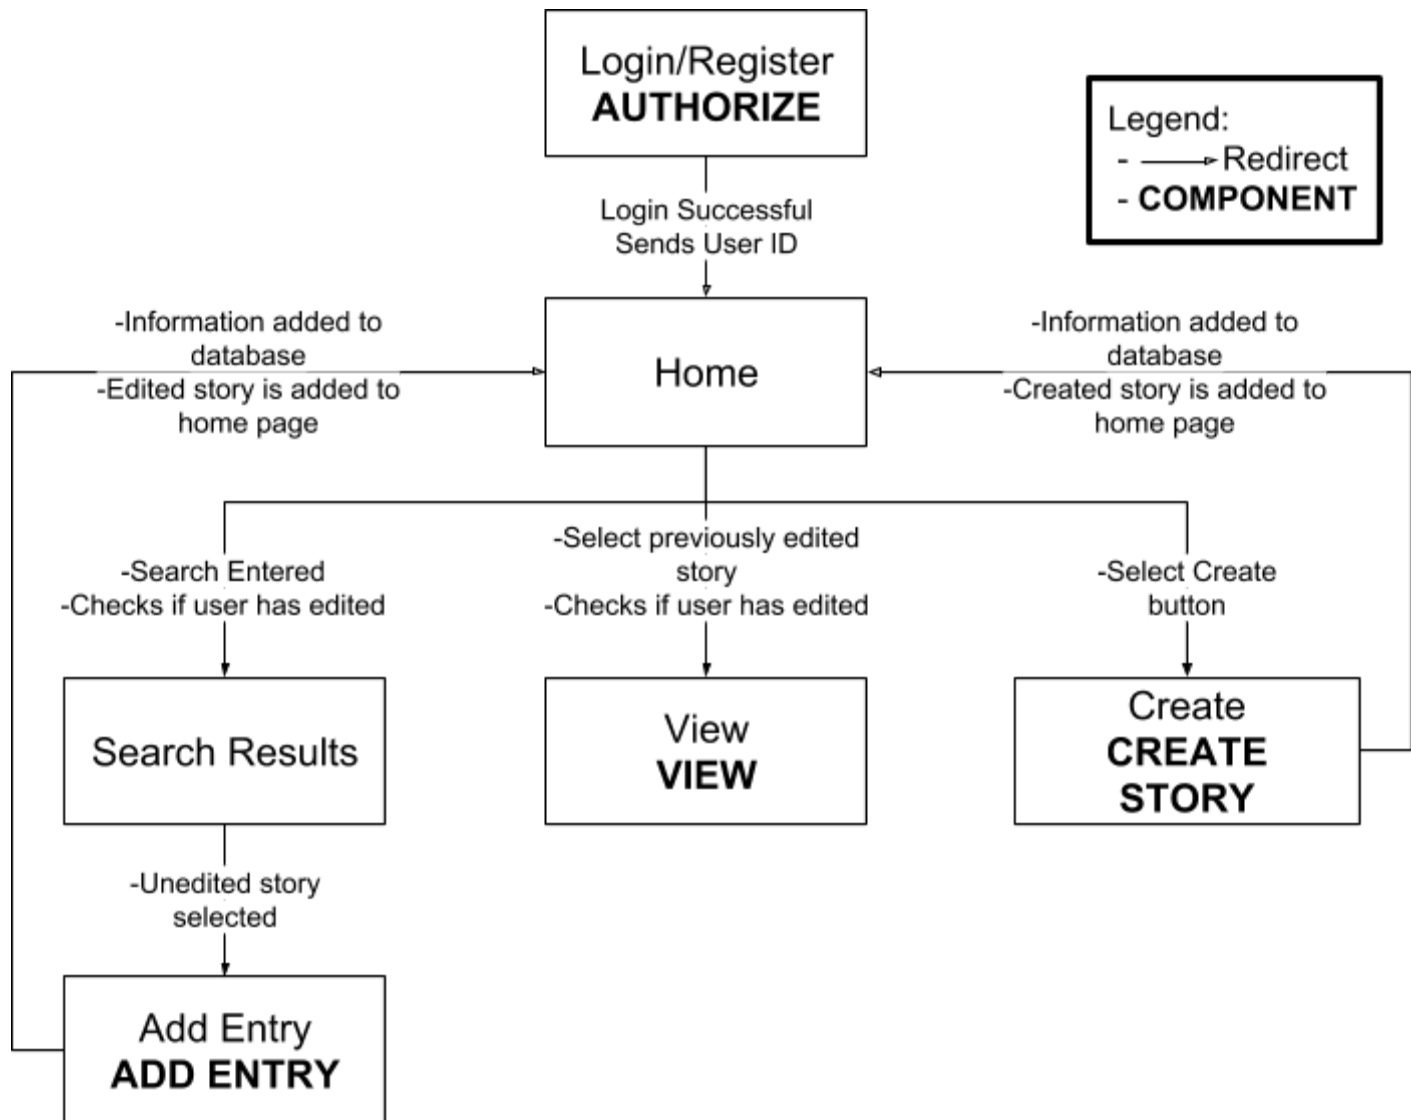 Login/Register
AUTHORIZE
Legend:
- Redirect
- COMPONENT
Login Successful
Sends User ID
-Information added to
database
-Edited story is added to
home page
Home
-Information added to
database
-Created story is added to
home page
-Search Entered
-Checks if user has edited
-Select previously edited
story
-Checks if user has edited
-Select Create
button
Search Results
View
VIEW
Create
CREATE
STORY
-Unedited story
selected
Add Entry
ADD ENTRY